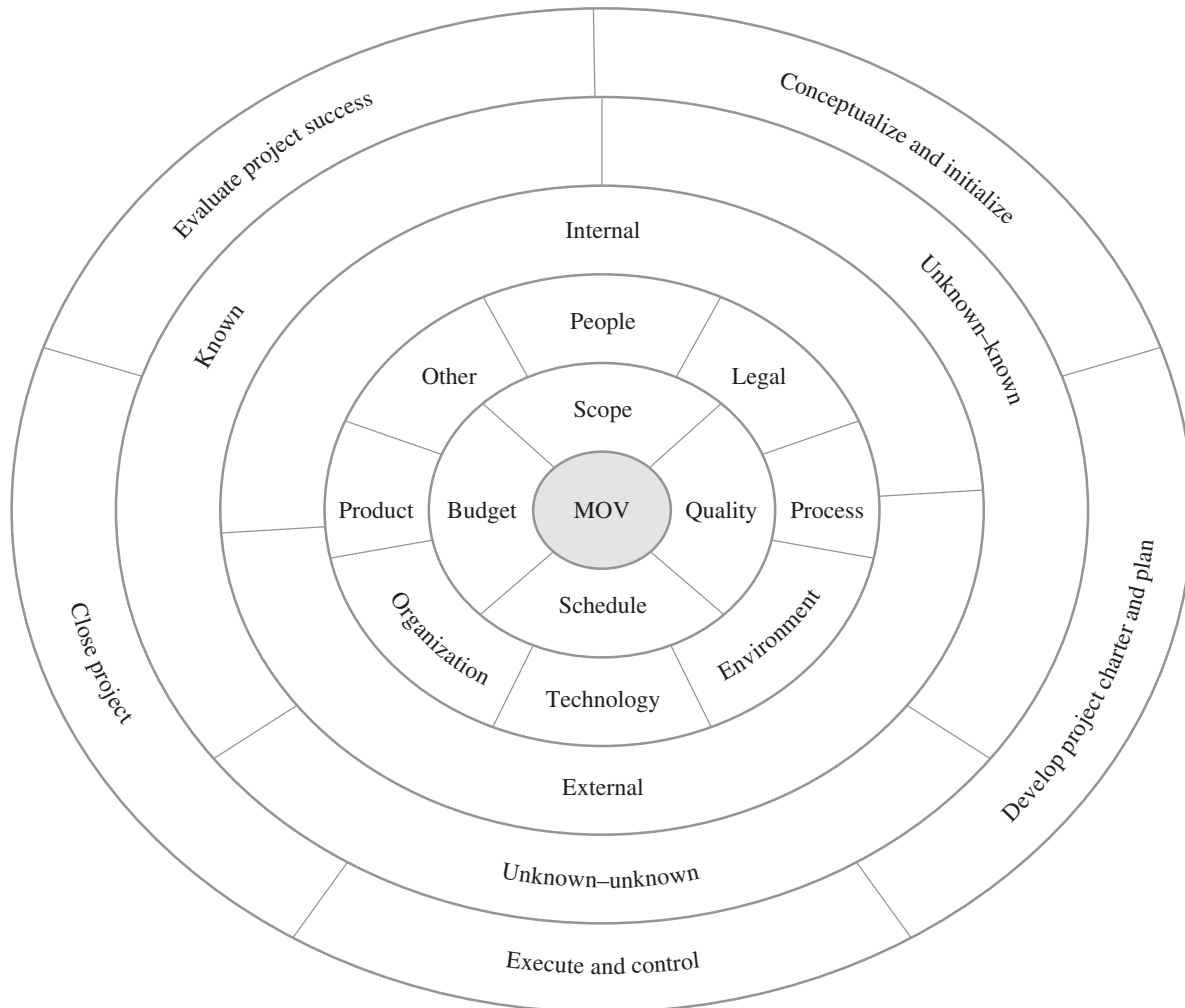 Evaluate project success
Conceptualize and initialize
Known
Internal
Unknown–known
People
Other
Legal
Scope
Product
Budget
MOV
Quality
Process
Schedule
Organization
Environment
Technology
Close project
External
Develop project charter and plan
Unknown–unknown
Execute and control